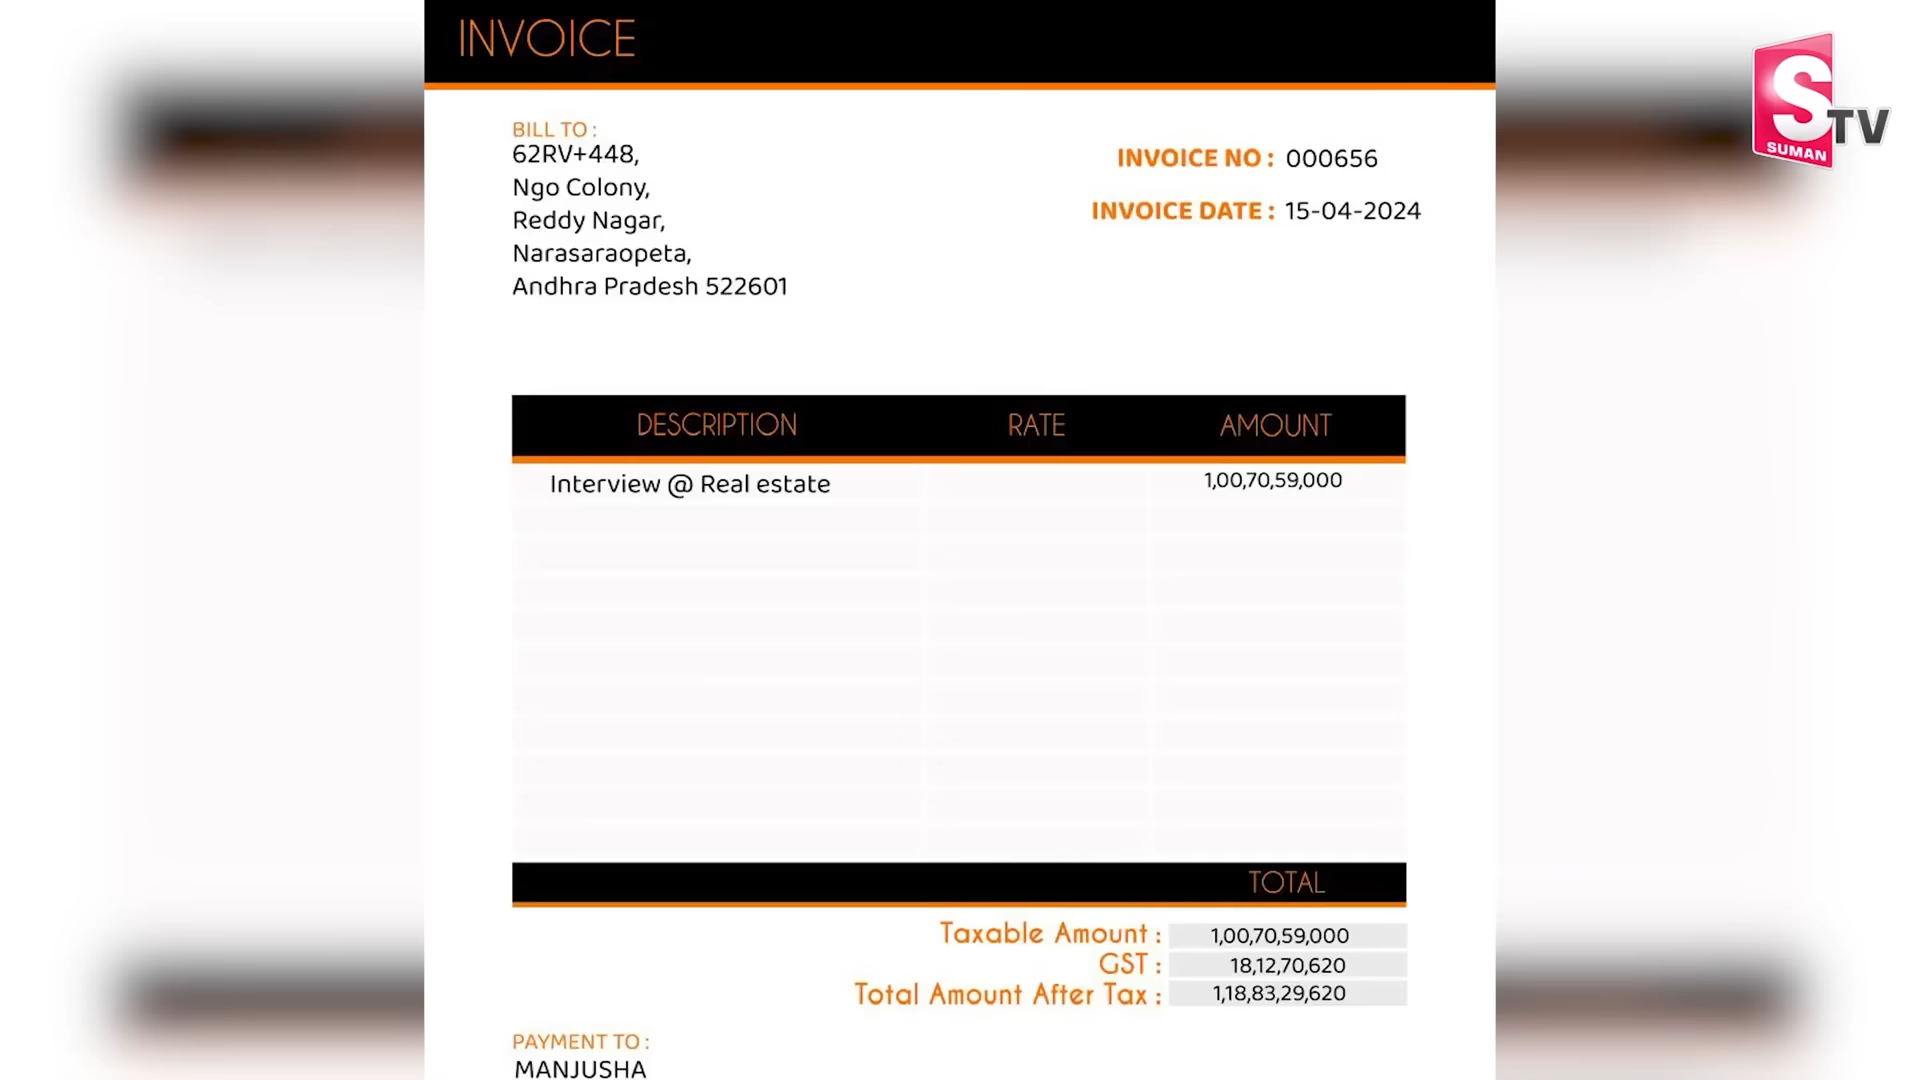 INVOICE
S
TV
SUMAN
BILL TO :
62RV+448,
Ngo Colony,
Reddy Nagar,
Narasaraopeta,
Andhra Pradesh 522601
INVOICE NO : 000656
INVOICE DATE : 15-04-2024
DESCRIPTION RATE AMOUNT
Interview @ Real estate 1,00,70,59,000
TOTAL
Taxable Amount : 1,00,70,59,000
GST : 18,12,70,620
Total Amount After Tax : 1,18,83,29,620
PAYMENT TO :
MANJUSHA